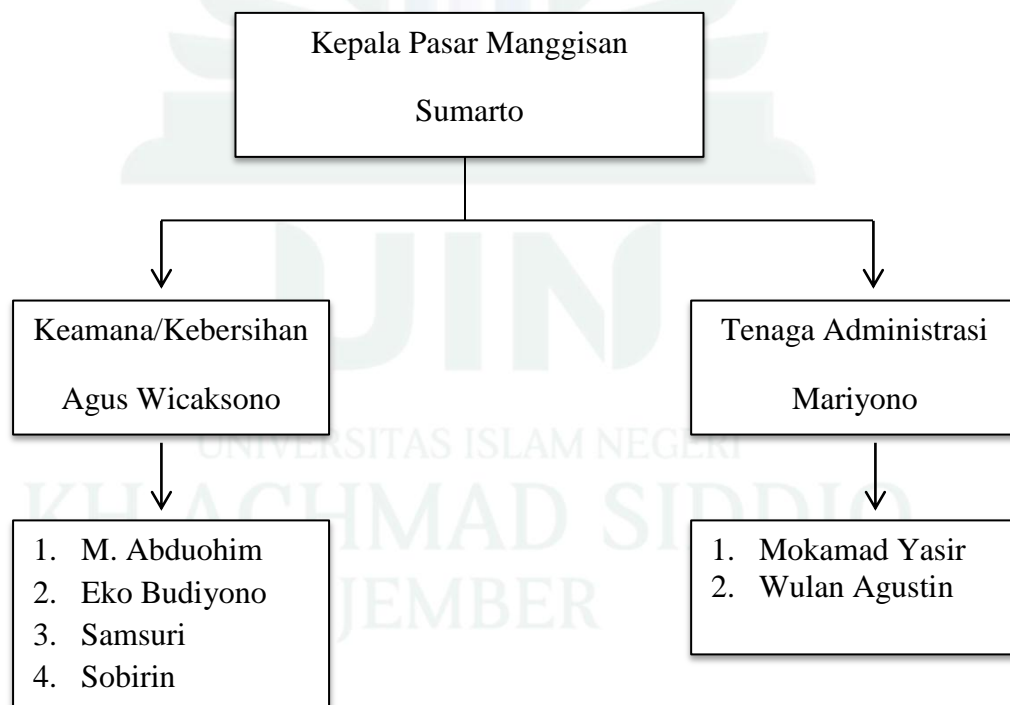 Kepala Pasar Manggisan
Sumarto
Keamana/Kebersihan
Agus Wicaksono
Tenaga Administrasi
Mariyono
1. M. Abduohim
2. Eko Budiyono
3. Samsuri
4. Sobirin
1. Mokamad Yasir
2. Wulan Agustin
UIN
UNIVERSITAS ISLAM NEGERI
KH ACHMAD SIDDIQ
JEMBER